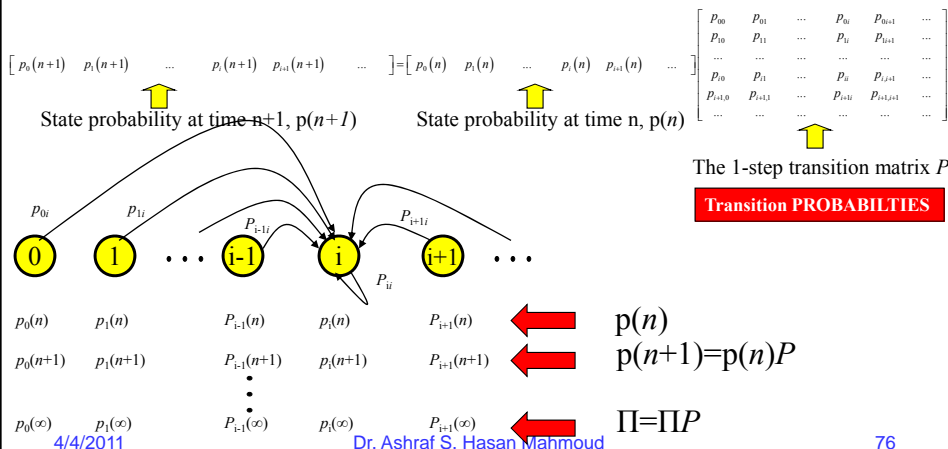 p₀₀ p₀₁ ... p₀ᵢ p₀ᵢ₊₁ ...
p₁₀ p₁₁ ... p₁ᵢ p₁ᵢ₊₁ ...
... ... ... ... ... ...
pᵢ₀ pᵢ₁ ... pᵢᵢ pᵢ,ᵢ₊₁ ...
pᵢ₊₁,₀ pᵢ₊₁,₁ ... pᵢ₊₁ᵢ pᵢ₊₁,ᵢ₊₁ ...
... ... ... ... ... ...
[ p₀(n+1) p₁(n+1) ... pᵢ(n+1) pᵢ₊₁(n+1) ... ]=[ p₀(n) p₁(n) ... pᵢ(n) pᵢ₊₁(n) ... ]
State probability at time n+1, p(n+1) State probability at time n, p(n)
The 1-step transition matrix P
Transition PROBABILTIES
p₀ᵢ p₁ᵢ Pᵢ₋₁ᵢ Pᵢ₊₁ᵢ
0 1 ... i-1 i i+1 ...
Pᵢᵢ
p₀(n) p₁(n) Pᵢ₋₁(n) pᵢ(n) Pᵢ₊₁(n) p(n)
p₀(n+1) p₁(n+1) Pᵢ₋₁(n+1) pᵢ(n+1) Pᵢ₊₁(n+1) p(n+1)=p(n)P
p₀(∞) p₁(∞) Pᵢ₋₁(∞) pᵢ(∞) Pᵢ₊₁(∞) Π=ΠP
4/4/2011 Dr. Ashraf S. Hasan Mahmoud 76